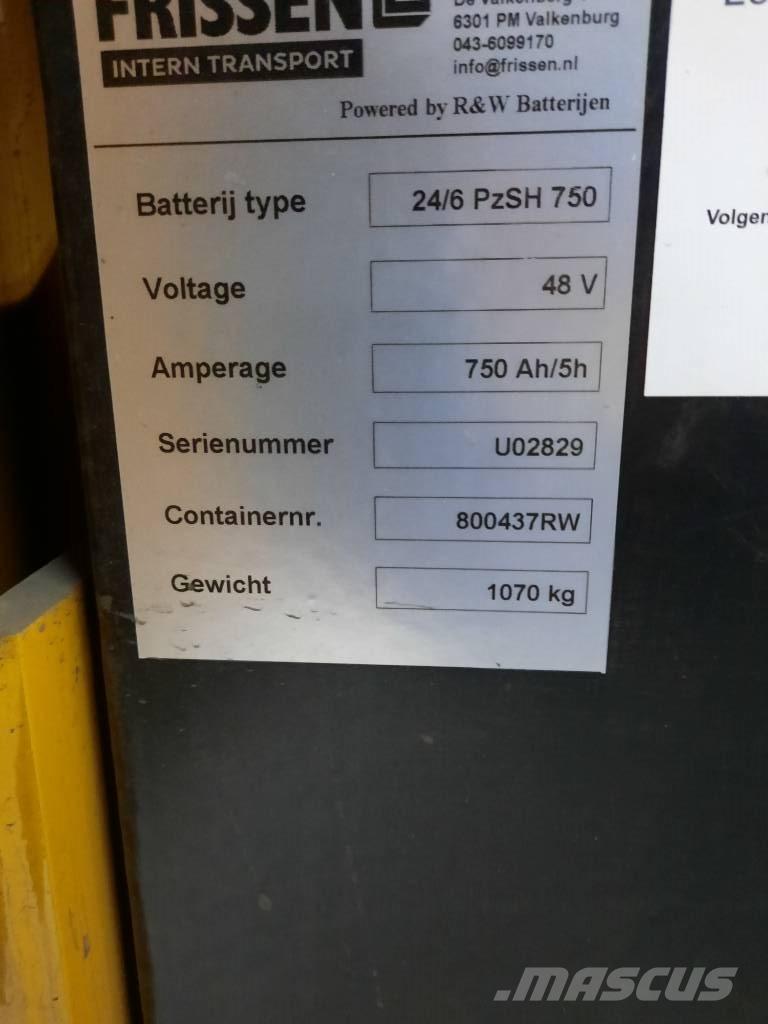 FRISSEN
INTERN TRANSPORT
6301 PM Valkenburg
043-6099170
info@frissen.nl
Powered by R&W Batterijen
Batterij type 24/6 PzSH 750
Voltage 48 V
Amperage 750 Ah/5h
Serienummer U02829
Containernr. 800437RW
Gewicht 1070 kg
MASCUS